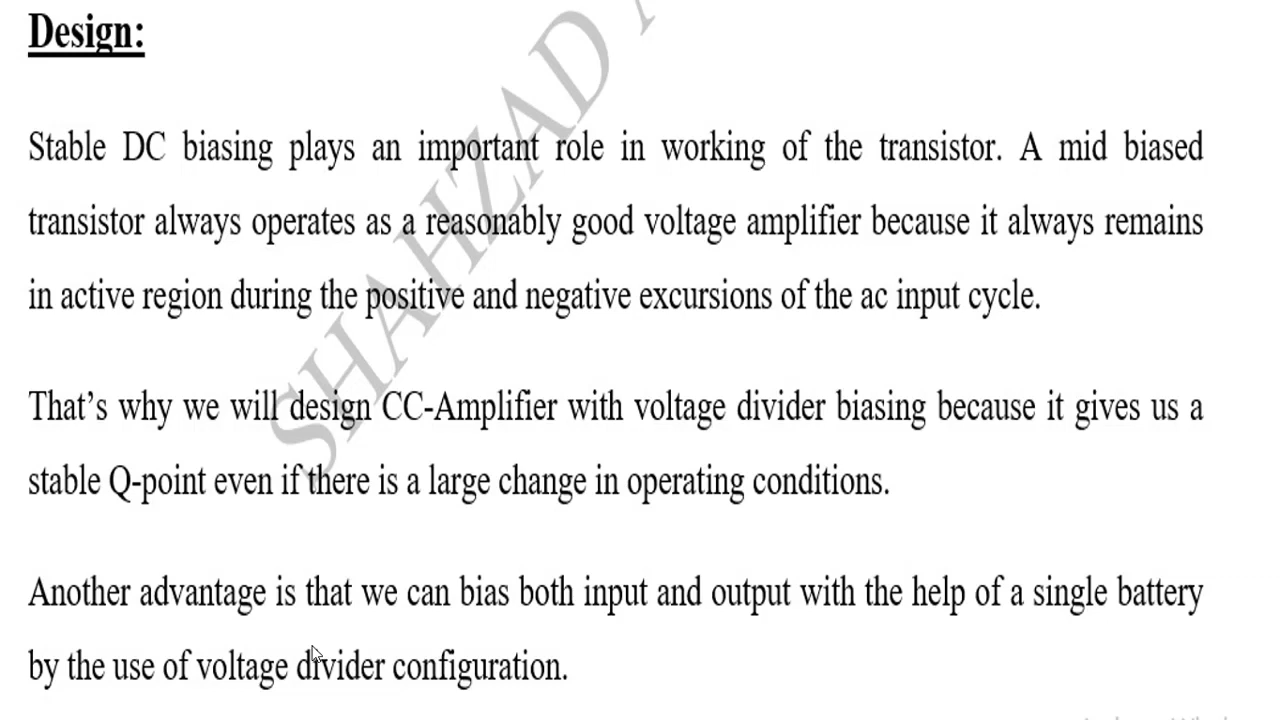 Design:
Stable DC biasing plays an important role in working of the transistor. A mid biased
transistor always operates as a reasonably good voltage amplifier because it always remains
in active region during the positive and negative excursions of the ac input cycle.
That’s why we will design CC-Amplifier with voltage divider biasing because it gives us a
stable Q-point even if there is a large change in operating conditions.
Another advantage is that we can bias both input and output with the help of a single battery
by the use of voltage divider configuration.
SHAHZAD